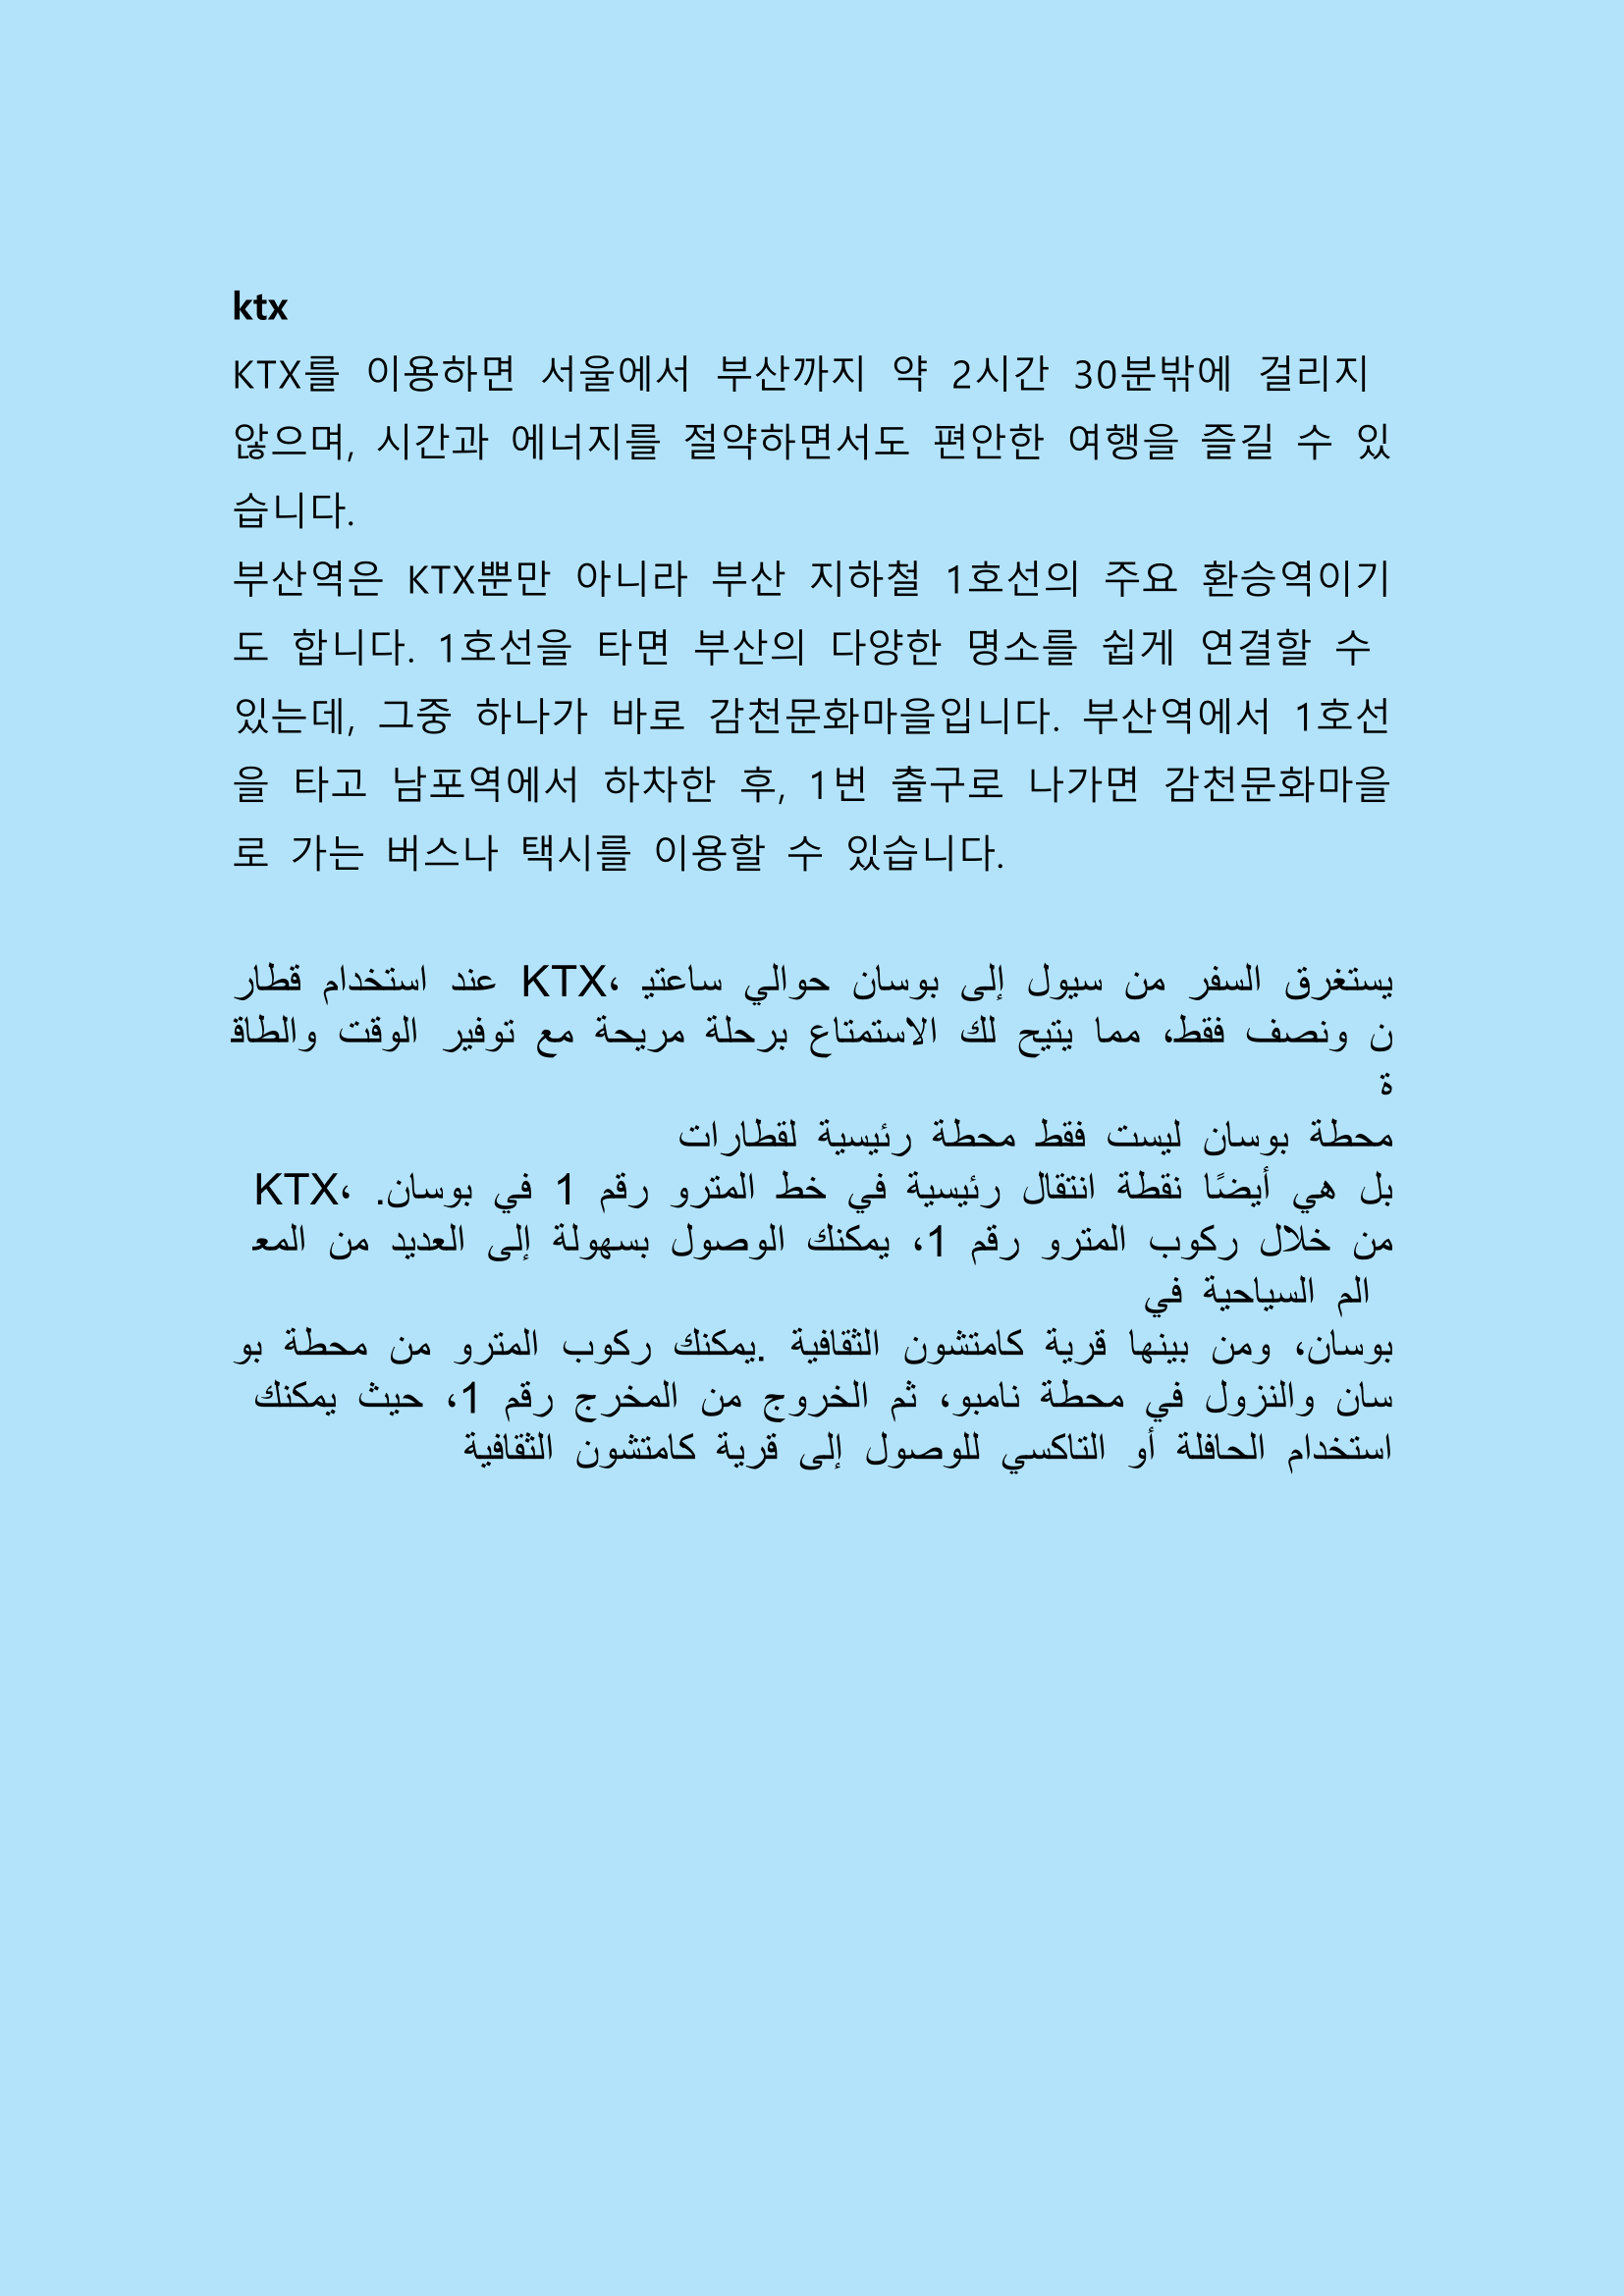 ktx
KTX를 이용하면 서울에서 부산까지 약 2시간 30분밖에 걸리지
않으며, 시간과 에너지를 절약하면서도 편안한 여행을 즐길 수 있
습니다.
부산역은 KTX뿐만 아니라 부산 지하철 1호선의 주요 환승역이기
도 합니다. 1호선을 타면 부산의 다양한 명소를 쉽게 연결할 수
있는데, 그중 하나가 바로 감천문화마을입니다. 부산역에서 1호선
을 타고 남포역에서 하차한 후, 1번 출구로 나가면 감천문화마을
로 가는 버스나 택시를 이용할 수 있습니다.
عند استخدام قطار KTX، يستغرق السفر من سيول إلى بوسان حوالي ساعتي
ن ونصف فقط، مما يتيح لك الاستمتاع برحلة مريحة مع توفير الوقت والطاق
ة
محطة بوسان ليست فقط محطة رئيسية لقطارات
KTX، بل هي أيضًا نقطة انتقال رئيسية في خط المترو رقم 1 في بوسان.
من خلال ركوب المترو رقم 1، يمكنك الوصول بسهولة إلى العديد من المع
الم السياحية في
بوسان، ومن بينها قرية كامتشون الثقافية .يمكنك ركوب المترو من محطة بو
سان والنزول في محطة نامبو، ثم الخروج من المخرج رقم 1، حيث يمكنك
استخدام الحافلة أو التاكسي للوصول إلى قرية كامتشون الثقافية